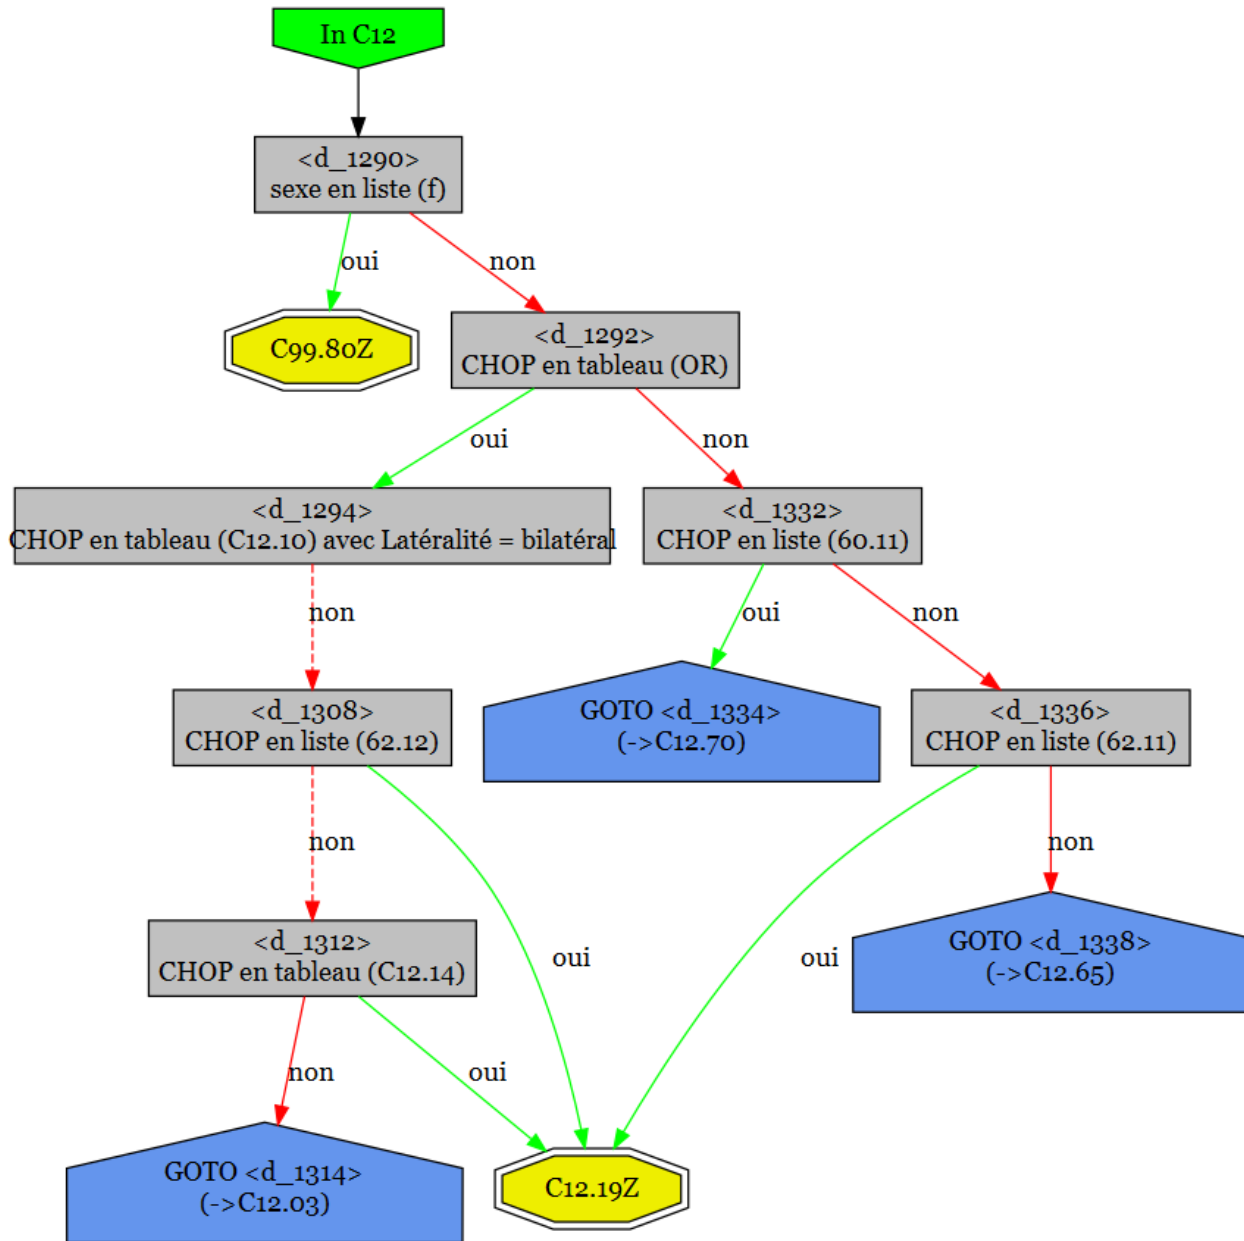 In C12
<d_1290>
sexe en liste (f)
oui
non
C99.80Z
<d_1292>
CHOP en tableau (OR)
oui
non
<d_1294>
CHOP en tableau (C12.10) avec Latéralité = bilatéral
<d_1332>
CHOP en liste (60.11)
non
oui
non
<d_1308>
CHOP en liste (62.12)
GOTO <d_1334>
(->C12.70)
<d_1336>
CHOP en liste (62.11)
non
oui
oui
non
<d_1312>
CHOP en tableau (C12.14)
GOTO <d_1338>
(->C12.65)
non
oui
GOTO <d_1314>
(->C12.03)
C12.19Z